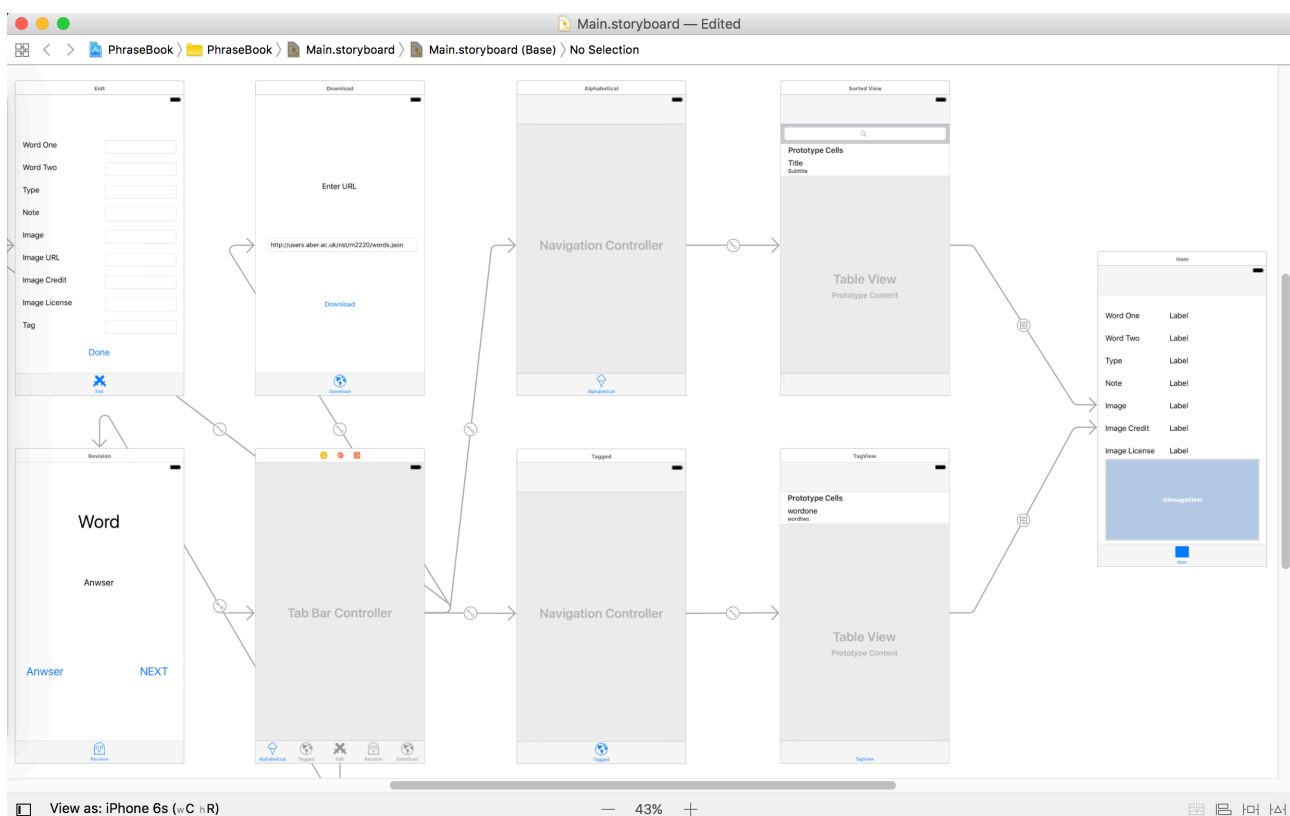 Main.storyboard — Edited
PhraseBook PhraseBook Main.storyboard Main.storyboard (Base) No Selection
Eidt
Word One
Word Two
Type
Note
Image
Image URL
Image Credit
Image License
Tag
Done
Eidt
Download
Enter URL
http://users.aber.ac.uk/nst/m2220/words.json
Download
Download
Alphabetical
Navigation Controller
Alphabetical
Sorted View
Prototype Cells
Title
Subtitle
Table View
Prototype Content
Item
Word One Label
Word Two Label
Type Label
Note Label
Image Label
Image Credit Label
Image License Label
UIImageView
Item
Revision
Word
Anwser
Anwser NEXT
Revision
Tab Bar Controller
Alphabetical Tagged Eidt Revision Download
Tagged
Navigation Controller
Tagged
TagView
Prototype Cells
wordone
wordtwo
Table View
Prototype Content
TagView
View as: iPhone 6s (wC hR)
— 43% +